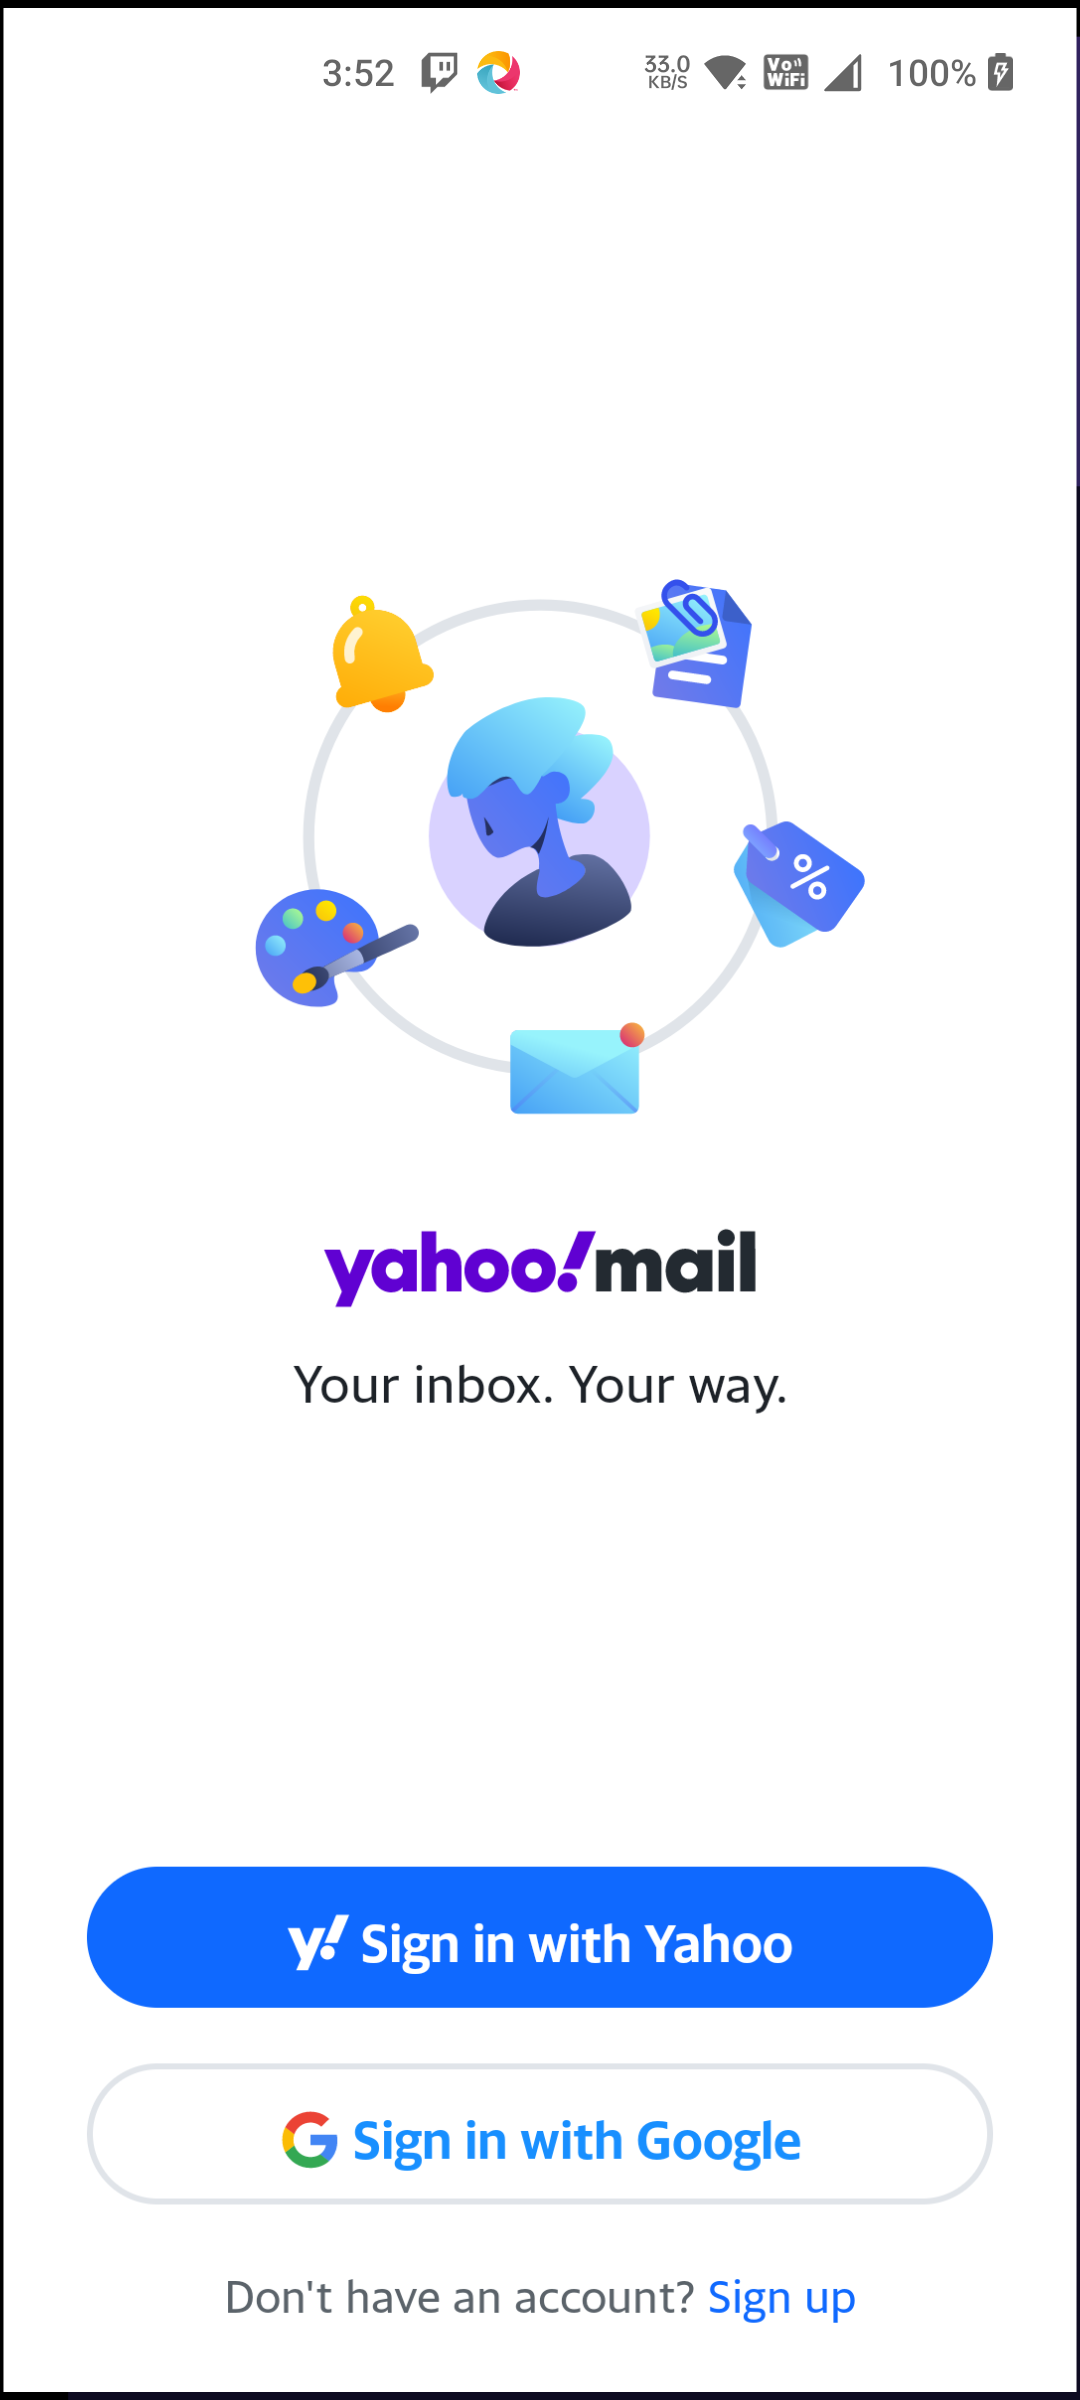 3:52 33.0 KB/S Vo WiFi 100%
%
yahoo!mail
Your inbox. Your way.
y! Sign in with Yahoo
G Sign in with Google
Don't have an account? Sign up